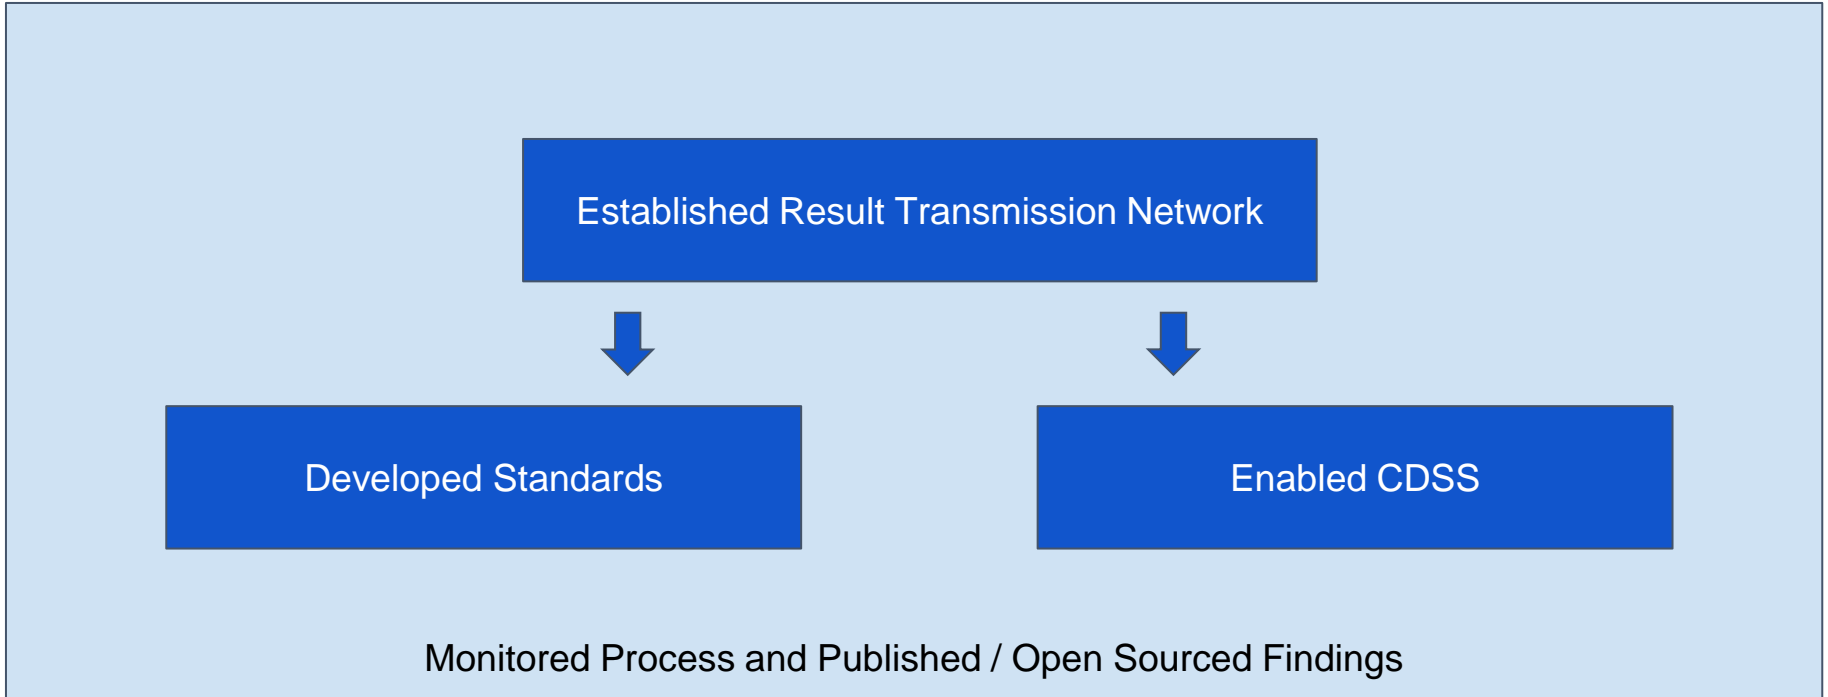 Established Result Transmission Network
Developed Standards
Enabled CDSS
Monitored Process and Published / Open Sourced Findings